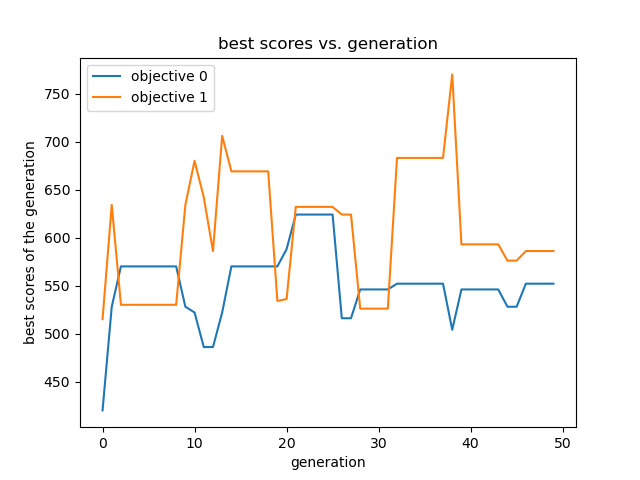 best scores vs. generation
objective 0
objective 1
best scores of the generation
750
700
650
600
550
500
450
0 10 20 30 40 50
generation